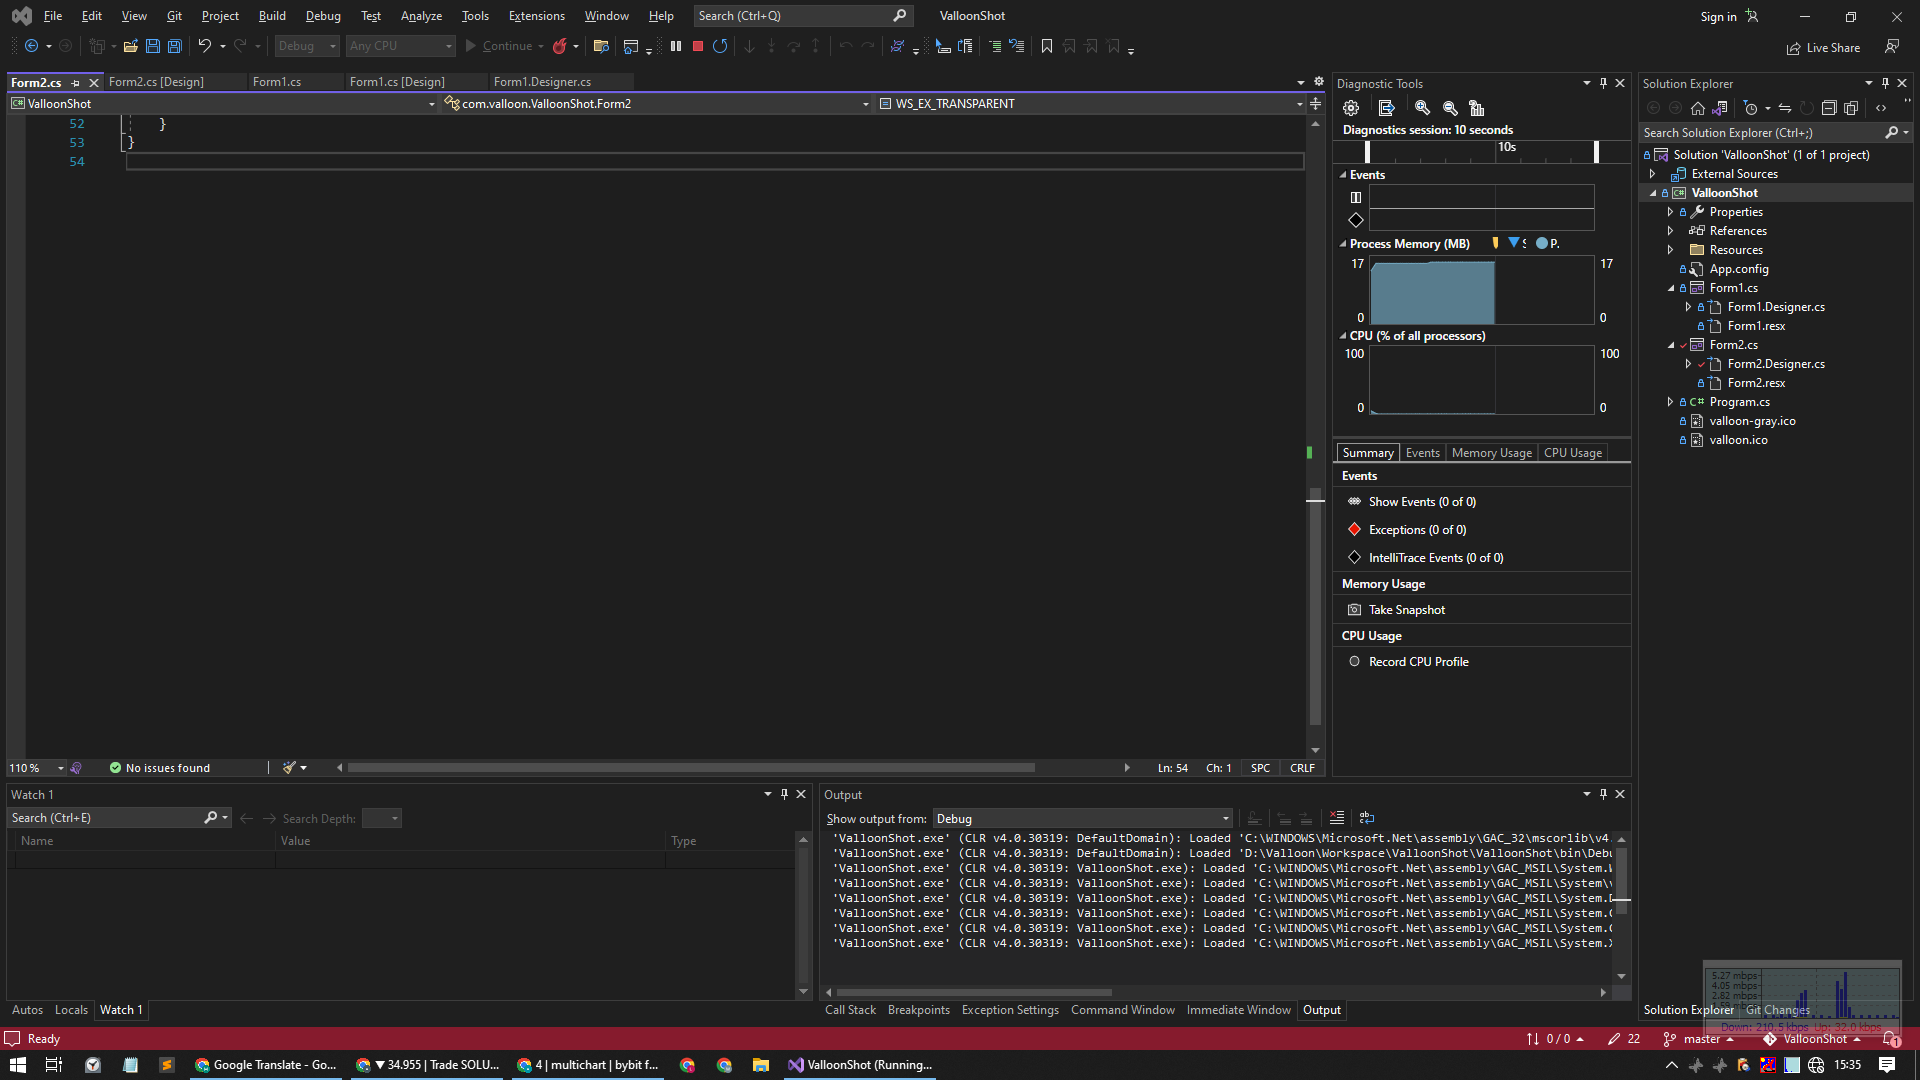 File Edit View Git Project Build Debug Test Analyze Tools Extensions Window Help Search (Ctrl+Q) ValloonShot Sign in
Debug Any CPU Continue Live Share
Form2.cs Form2.cs [Design] Form1.cs Form1.cs [Design] Form1.Designer.cs
ValloonShot com.valloon.ValloonShot.Form2 WS_EX_TRANSPARENT
52 }
53 }
54
110 % No issues found Ln: 54 Ch: 1 SPC CRLF
Diagnostic Tools
Diagnostics session: 10 seconds
10s
Events
Process Memory (MB) S P.
17 17
0 0
CPU (% of all processors)
100 100
0 0
Summary Events Memory Usage CPU Usage
Events
Show Events (0 of 0)
Exceptions (0 of 0)
IntelliTrace Events (0 of 0)
Memory Usage
Take Snapshot
CPU Usage
Record CPU Profile
Solution Explorer
Search Solution Explorer (Ctrl+;)
Solution 'ValloonShot' (1 of 1 project)
External Sources
C# ValloonShot
Properties
References
Resources
App.config
Form1.cs
Form1.Designer.cs
Form1.resx
Form2.cs
Form2.Designer.cs
Form2.resx
C# Program.cs
valloon-gray.ico
valloon.ico
Watch 1
Search (Ctrl+E) Search Depth:
Name Value Type
Autos Locals Watch 1
Output
Show output from: Debug
'ValloonShot.exe' (CLR v4.0.30319: DefaultDomain): Loaded 'C:\WINDOWS\Microsoft.Net\assembly\GAC_32\mscorlib\v4.
'ValloonShot.exe' (CLR v4.0.30319: DefaultDomain): Loaded 'D:\Valloon\Workspace\ValloonShot\ValloonShot\bin\Debu
'ValloonShot.exe' (CLR v4.0.30319: ValloonShot.exe): Loaded 'C:\WINDOWS\Microsoft.Net\assembly\GAC_MSIL\System.W
'ValloonShot.exe' (CLR v4.0.30319: ValloonShot.exe): Loaded 'C:\WINDOWS\Microsoft.Net\assembly\GAC_MSIL\System\v
'ValloonShot.exe' (CLR v4.0.30319: ValloonShot.exe): Loaded 'C:\WINDOWS\Microsoft.Net\assembly\GAC_MSIL\System.D
'ValloonShot.exe' (CLR v4.0.30319: ValloonShot.exe): Loaded 'C:\WINDOWS\Microsoft.Net\assembly\GAC_MSIL\System.C
'ValloonShot.exe' (CLR v4.0.30319: ValloonShot.exe): Loaded 'C:\WINDOWS\Microsoft.Net\assembly\GAC_MSIL\System.C
'ValloonShot.exe' (CLR v4.0.30319: ValloonShot.exe): Loaded 'C:\WINDOWS\Microsoft.Net\assembly\GAC_MSIL\System.X
Call Stack Breakpoints Exception Settings Command Window Immediate Window Output
5.27 mbps
4.05 mbps
2.82 mbps
1.59 mbps
Solution Explorer Git Changes
Down: 210.5 kbps Up: 32.0 kbps
Ready 0 / 0 22 master ValloonShot 1
Google Translate - Go... ▼ 34.955 | Trade SOLU... 4 | multichart | bybit f... ValloonShot (Running... 15:35